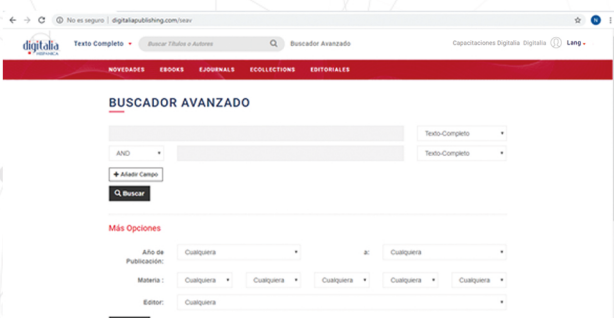 No es seguro | digitaliapublishing.com/seav
N
digitalia
HISPANICA
Texto Completo
Buscar Títulos o Autores
Buscador Avanzado
Capacitaciones Digitalia Digitalia
Lang
NOVEDADES EBOOKS EJOURNALS ECOLLECTIONS EDITORIALES
BUSCADOR AVANZADO
Texto-Completo
AND Texto-Completo
+ Añadir Campo
Buscar
Más Opciones
Año de Publicación: Cualquiera a: Cualquiera
Materia : Cualquiera Cualquiera Cualquiera Cualquiera Cualquiera
Editor: Cualquiera